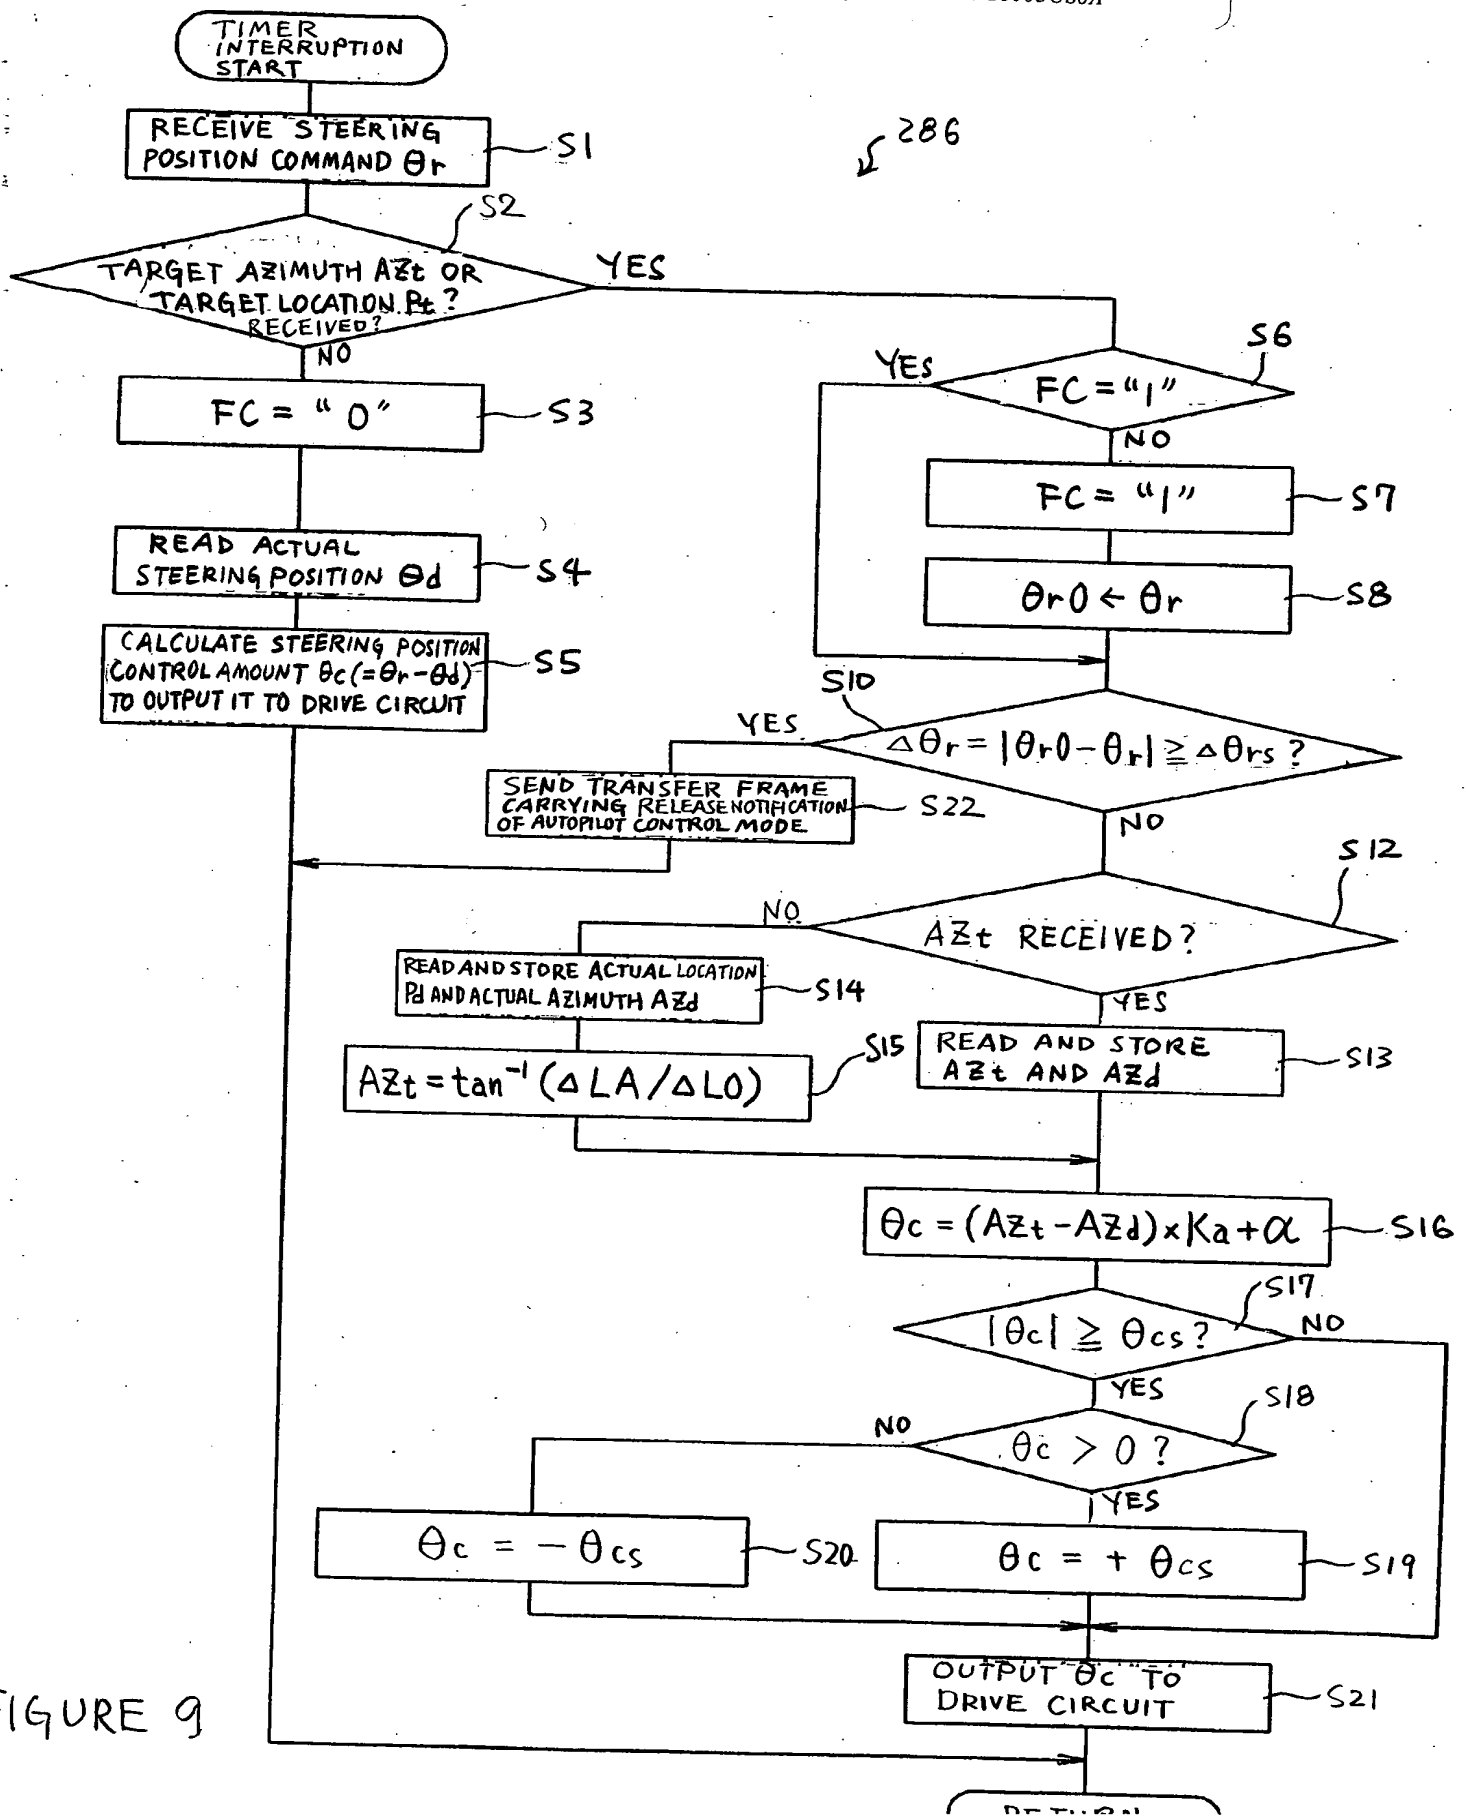 TIMER
INTERRUPTION
START
RECEIVE STEERING
POSITION COMMAND θr
S1
286
S2
TARGET AZIMUTH AZt OR
TARGET LOCATION Pt?
RECEIVED?
YES
NO
S6
FC = "1"
YES
NO
FC = "0"
S3
FC = "1"
S7
READ ACTUAL
STEERING POSITION θd
S4
θr0 ← θr
S8
CALCULATE STEERING POSITION
CONTROL AMOUNT θc (= θr - θd)
TO OUTPUT IT TO DRIVE CIRCUIT
S5
S10
Δθr = |θr0 - θr| ≧ Δθrs ?
YES
NO
SEND TRANSFER FRAME
CARRYING RELEASE NOTIFICATION
OF AUTOPILOT CONTROL MODE
S22
S12
AZt RECEIVED?
NO
YES
READ AND STORE ACTUAL LOCATION
Pd AND ACTUAL AZIMUTH AZd
S14
READ AND STORE
AZt AND AZd
S13
AZt = tan⁻¹ (ΔLA/ΔLO)
S15
θc = (AZt - AZd) × Ka + α
S16
S17
|θc| ≧ θcs ?
NO
YES
S18
θc > 0 ?
NO
YES
θc = - θcs
S20
θc = + θcs
S19
OUTPUT θc TO
DRIVE CIRCUIT
S21
FIGURE 9
RETURN